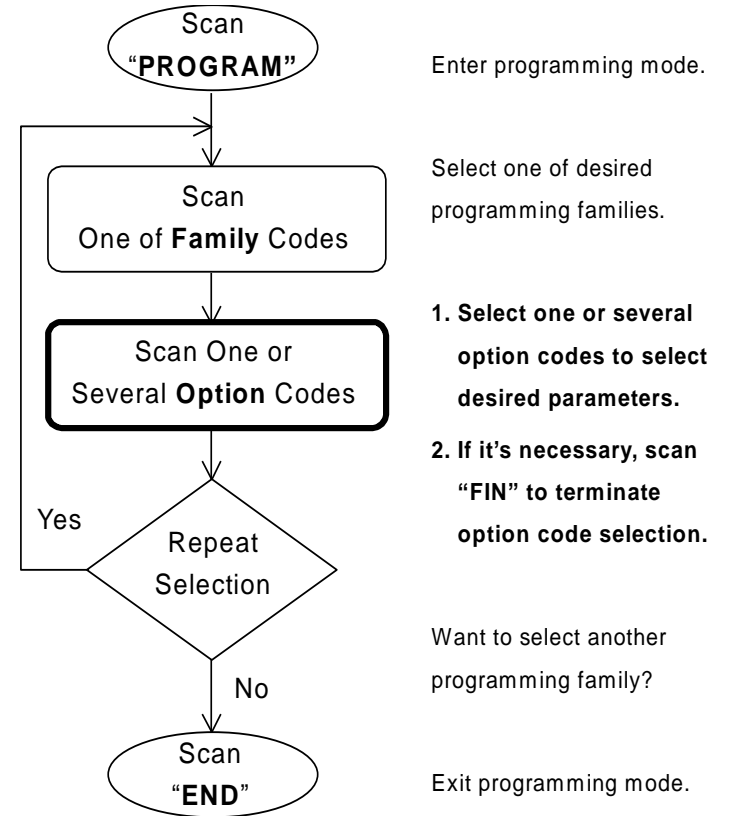 Scan
“PROGRAM”
Enter programming mode.
Scan
One of Family Codes
Select one of desired
programming families.
Scan One or
Several Option Codes
1. Select one or several
option codes to select
desired parameters.
2. If it’s necessary, scan
“FIN” to terminate
option code selection.
Yes
Repeat
Selection
Want to select another
programming family?
No
Scan
“END”
Exit programming mode.